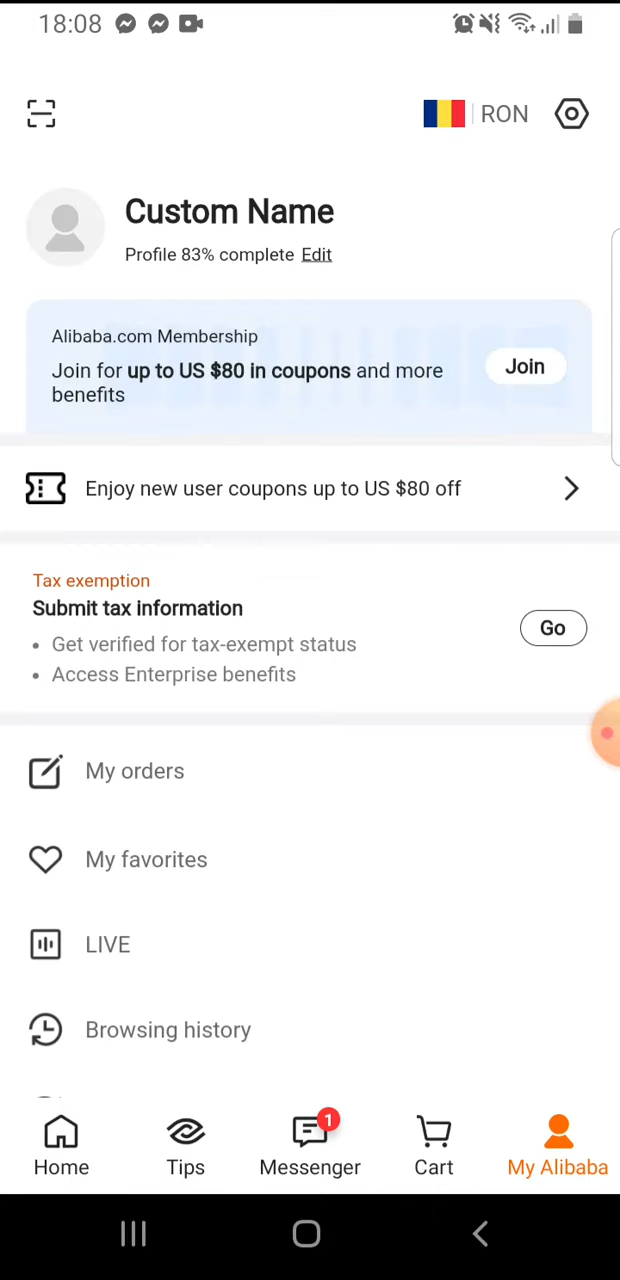 18:08
RON
Custom Name
Profile 83% complete Edit
Alibaba.com Membership
Join for up to US $80 in coupons and more
benefits
Join
Enjoy new user coupons up to US $80 off
Tax exemption
Submit tax information
• Get verified for tax-exempt status
• Access Enterprise benefits
Go
My orders
My favorites
LIVE
Browsing history
1
Home
Tips
Messenger
Cart
My Alibaba